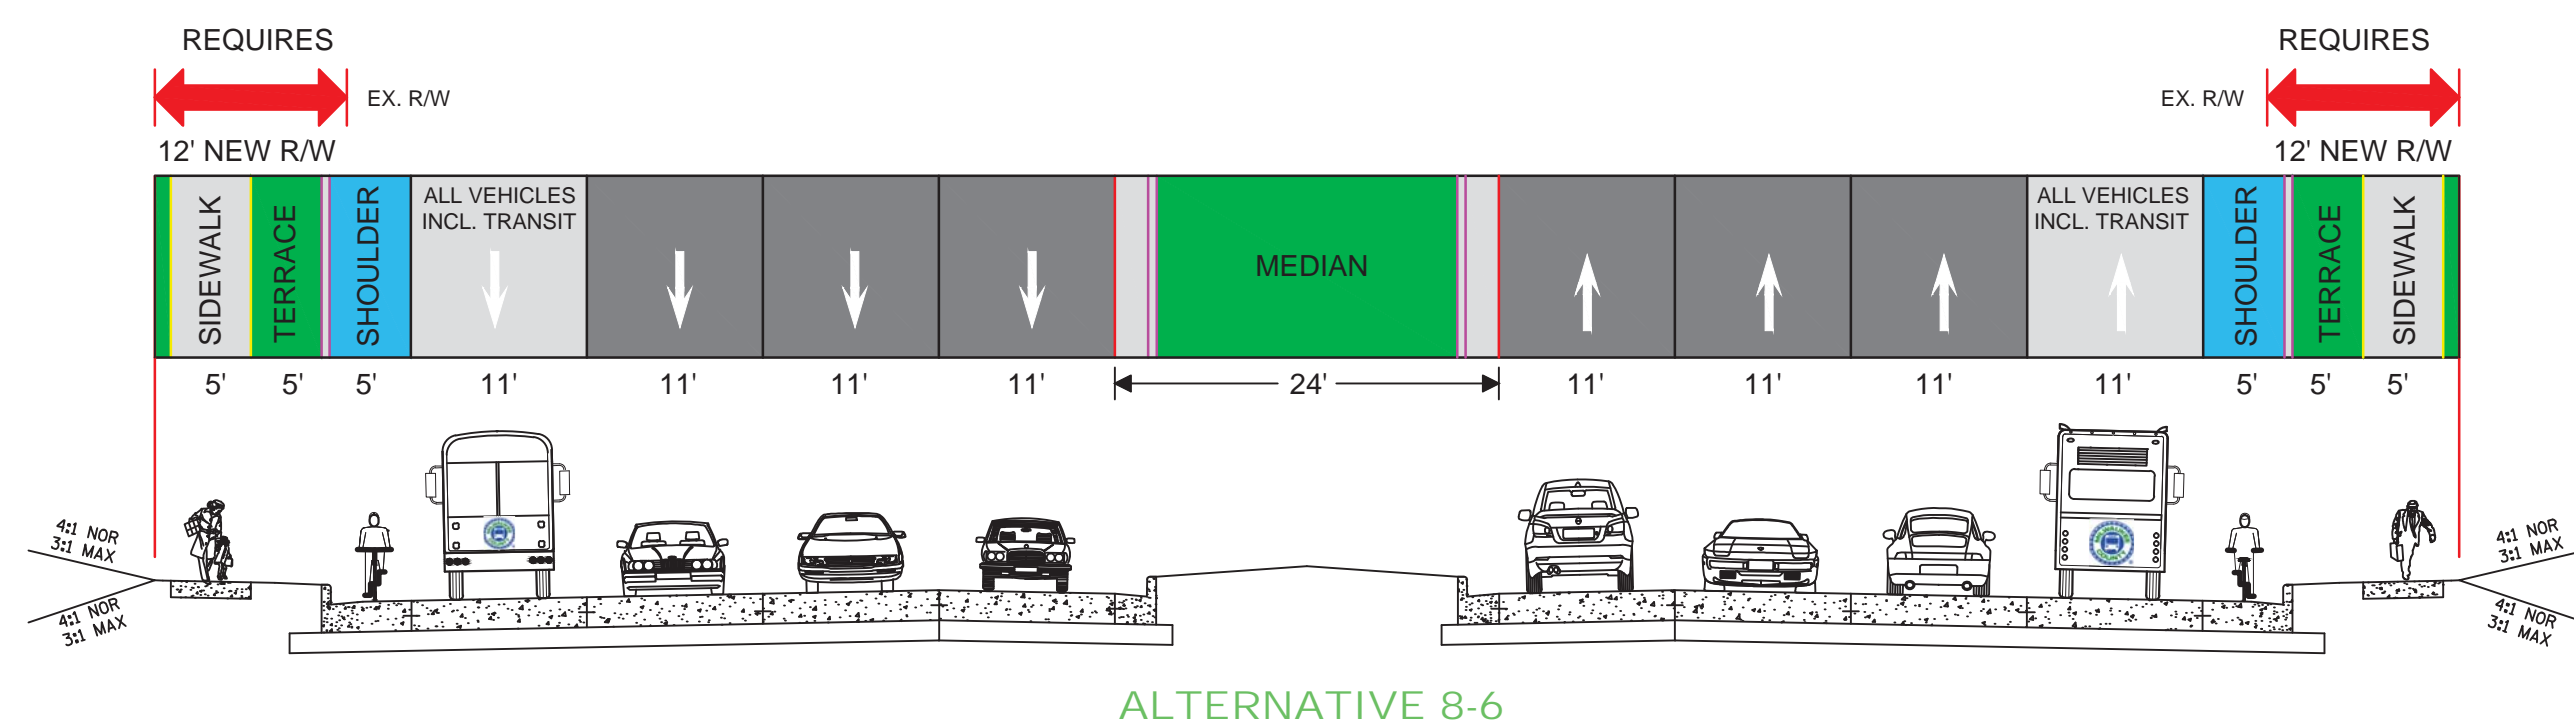 REQUIRES REQUIRES
EX. R/W EX. R/W
12' NEW R/W 12' NEW R/W
SIDEWALK TERRACE SHOULDER ALL VEHICLES INCL. TRANSIT MEDIAN ALL VEHICLES INCL. TRANSIT SHOULDER TERRACE SIDEWALK
5' 5' 5' 11' 11' 11' 11' 24' 11' 11' 11' 11' 5' 5' 5'
4:1 NOR
3:1 MAX
4:1 NOR
3:1 MAX
4:1 NOR
3:1 MAX
4:1 NOR
3:1 MAX
ALTERNATIVE 8-6